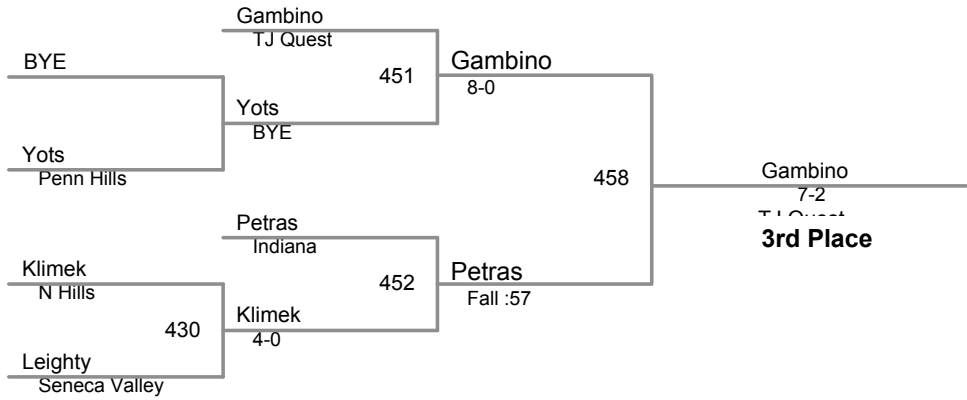 Gambino
TJ Quest
BYE
451
Gambino
8-0
Yots
BYE
Yots
Penn Hills
458
Gambino
7-2
3rd Place
Petras
Indiana
Klimek
N Hills
452
Petras
Fall :57
Klimek
4-0
430
Leighty
Seneca Valley